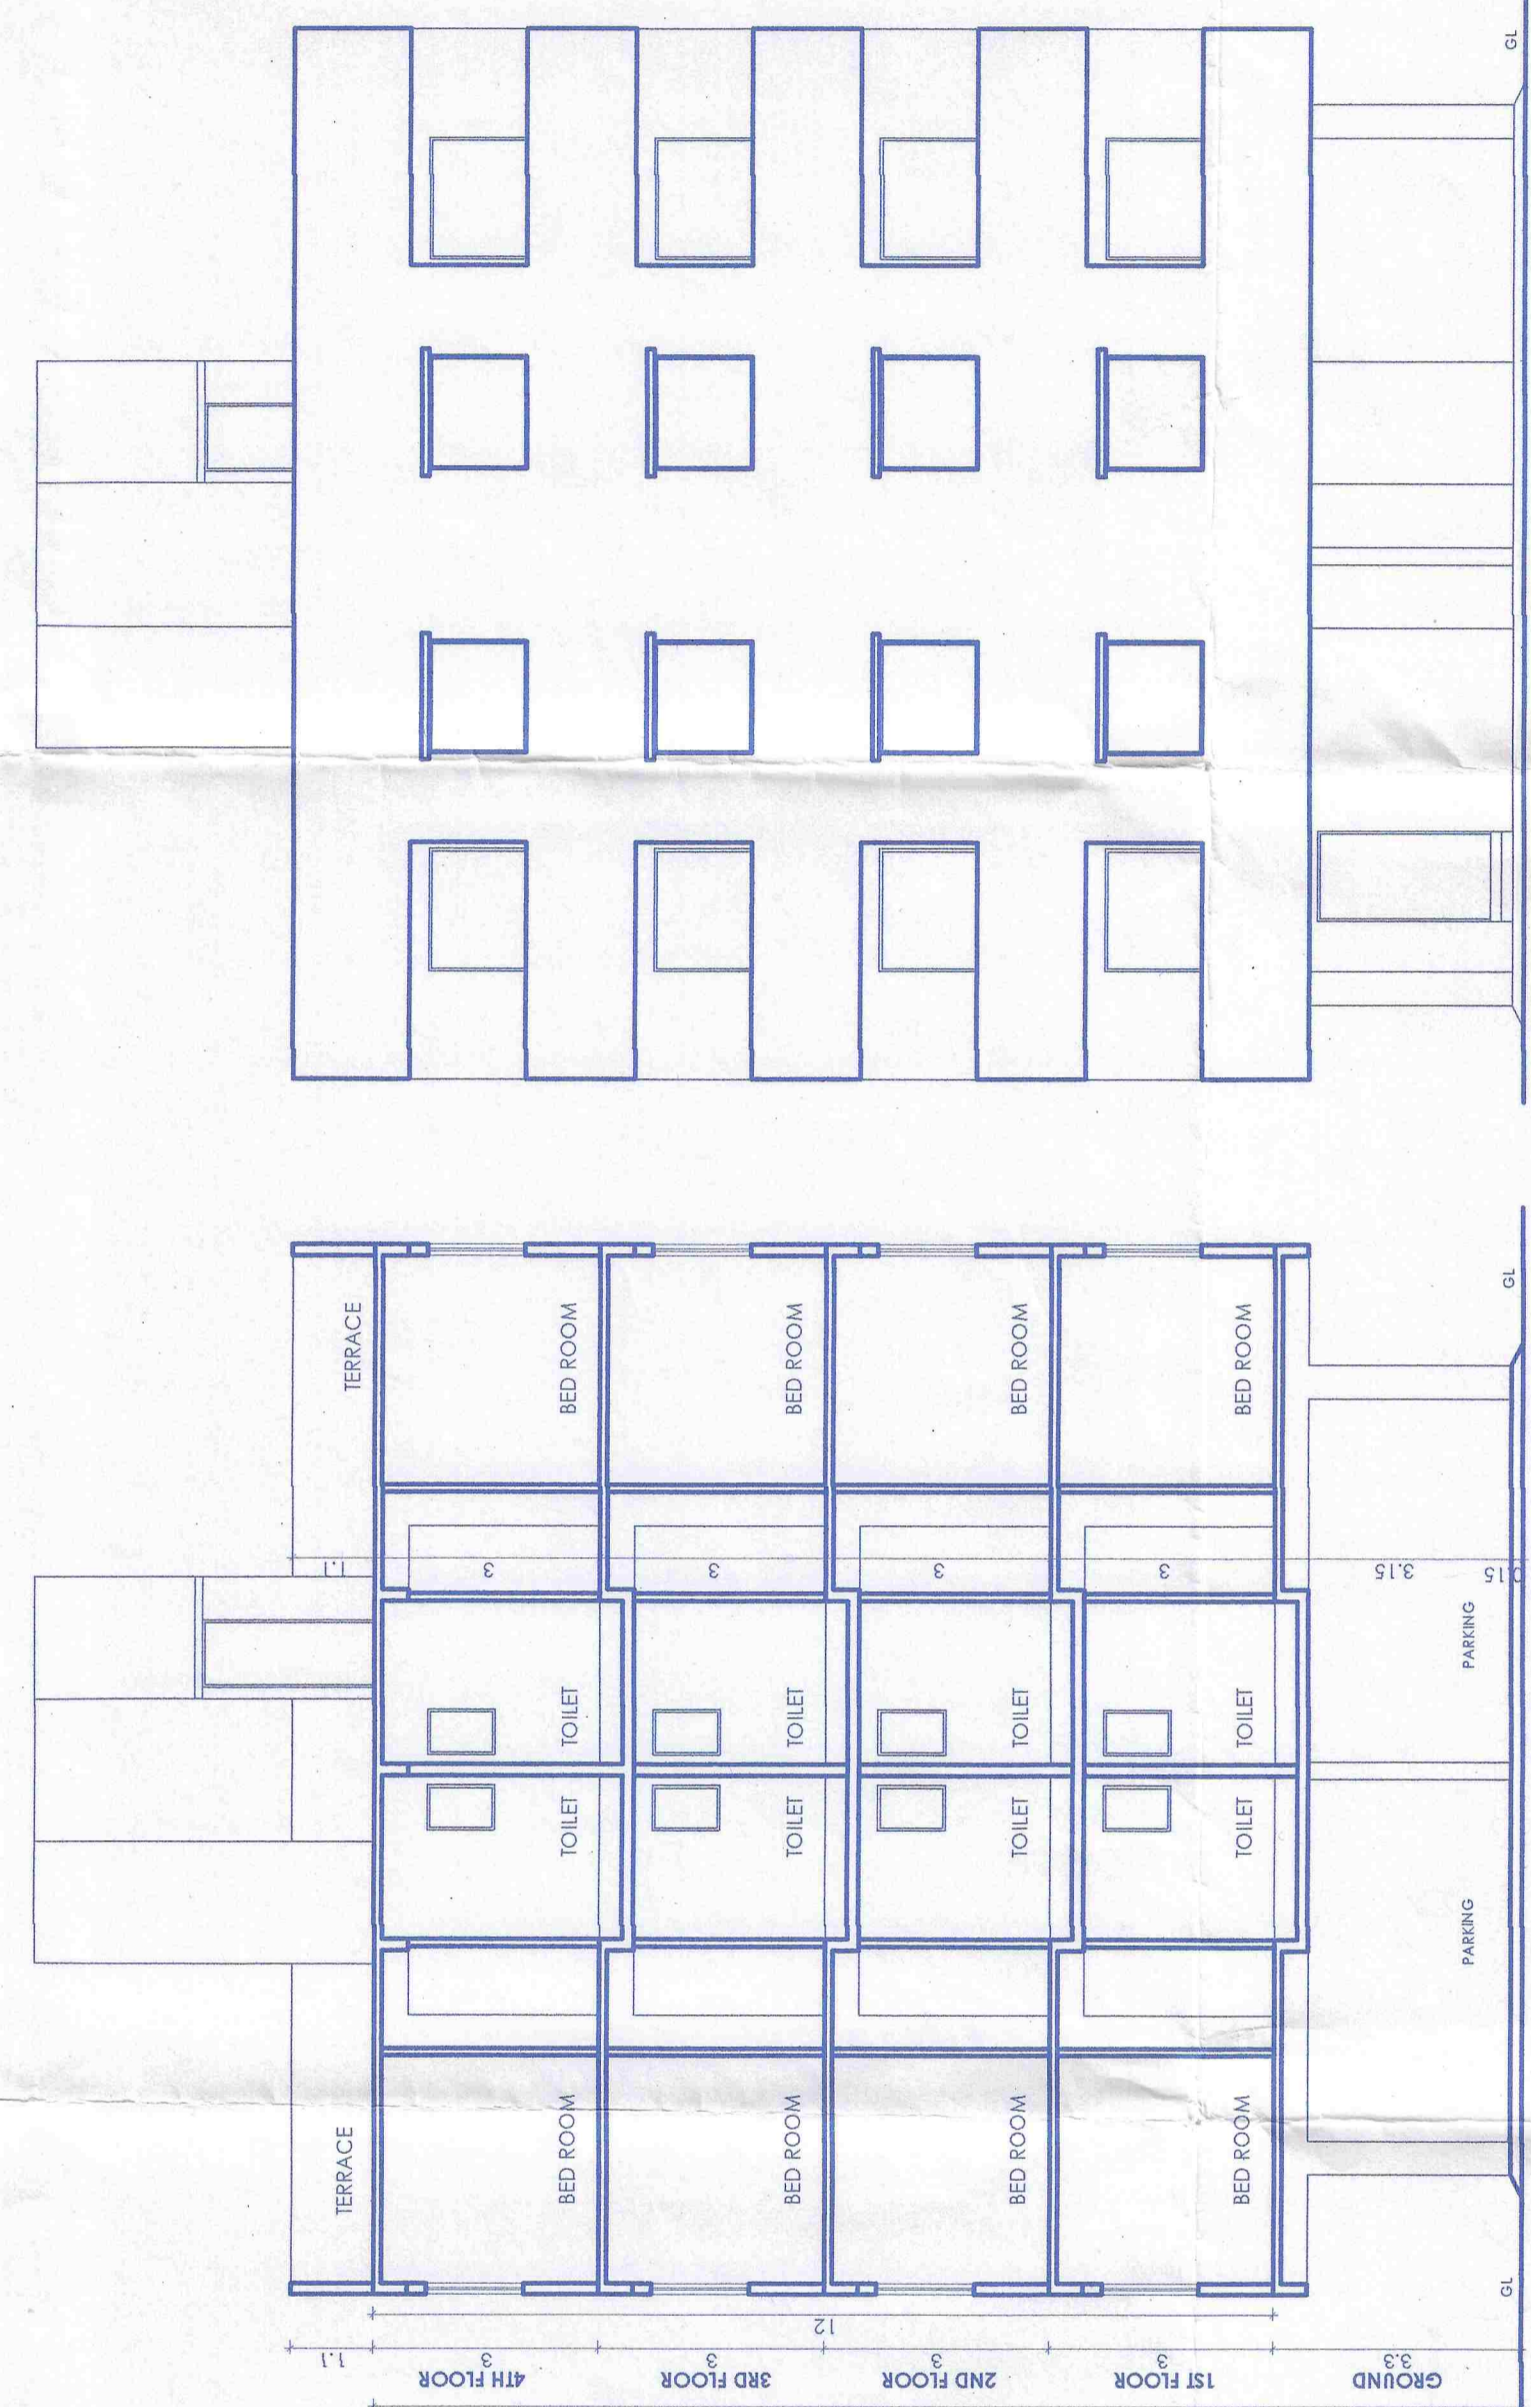 GL
TERRACE
BED ROOM
BED ROOM
BED ROOM
BED ROOM
GL
1.1
3
3
3
3
3.15
0.15
TOILET
TOILET
TOILET
TOILET
PARKING
TOILET
TOILET
TOILET
TOILET
PARKING
TERRACE
BED ROOM
BED ROOM
BED ROOM
BED ROOM
GL
12
1.1
3
3
3
3
3.3
4TH FLOOR
3RD FLOOR
2ND FLOOR
1ST FLOOR
GROUND